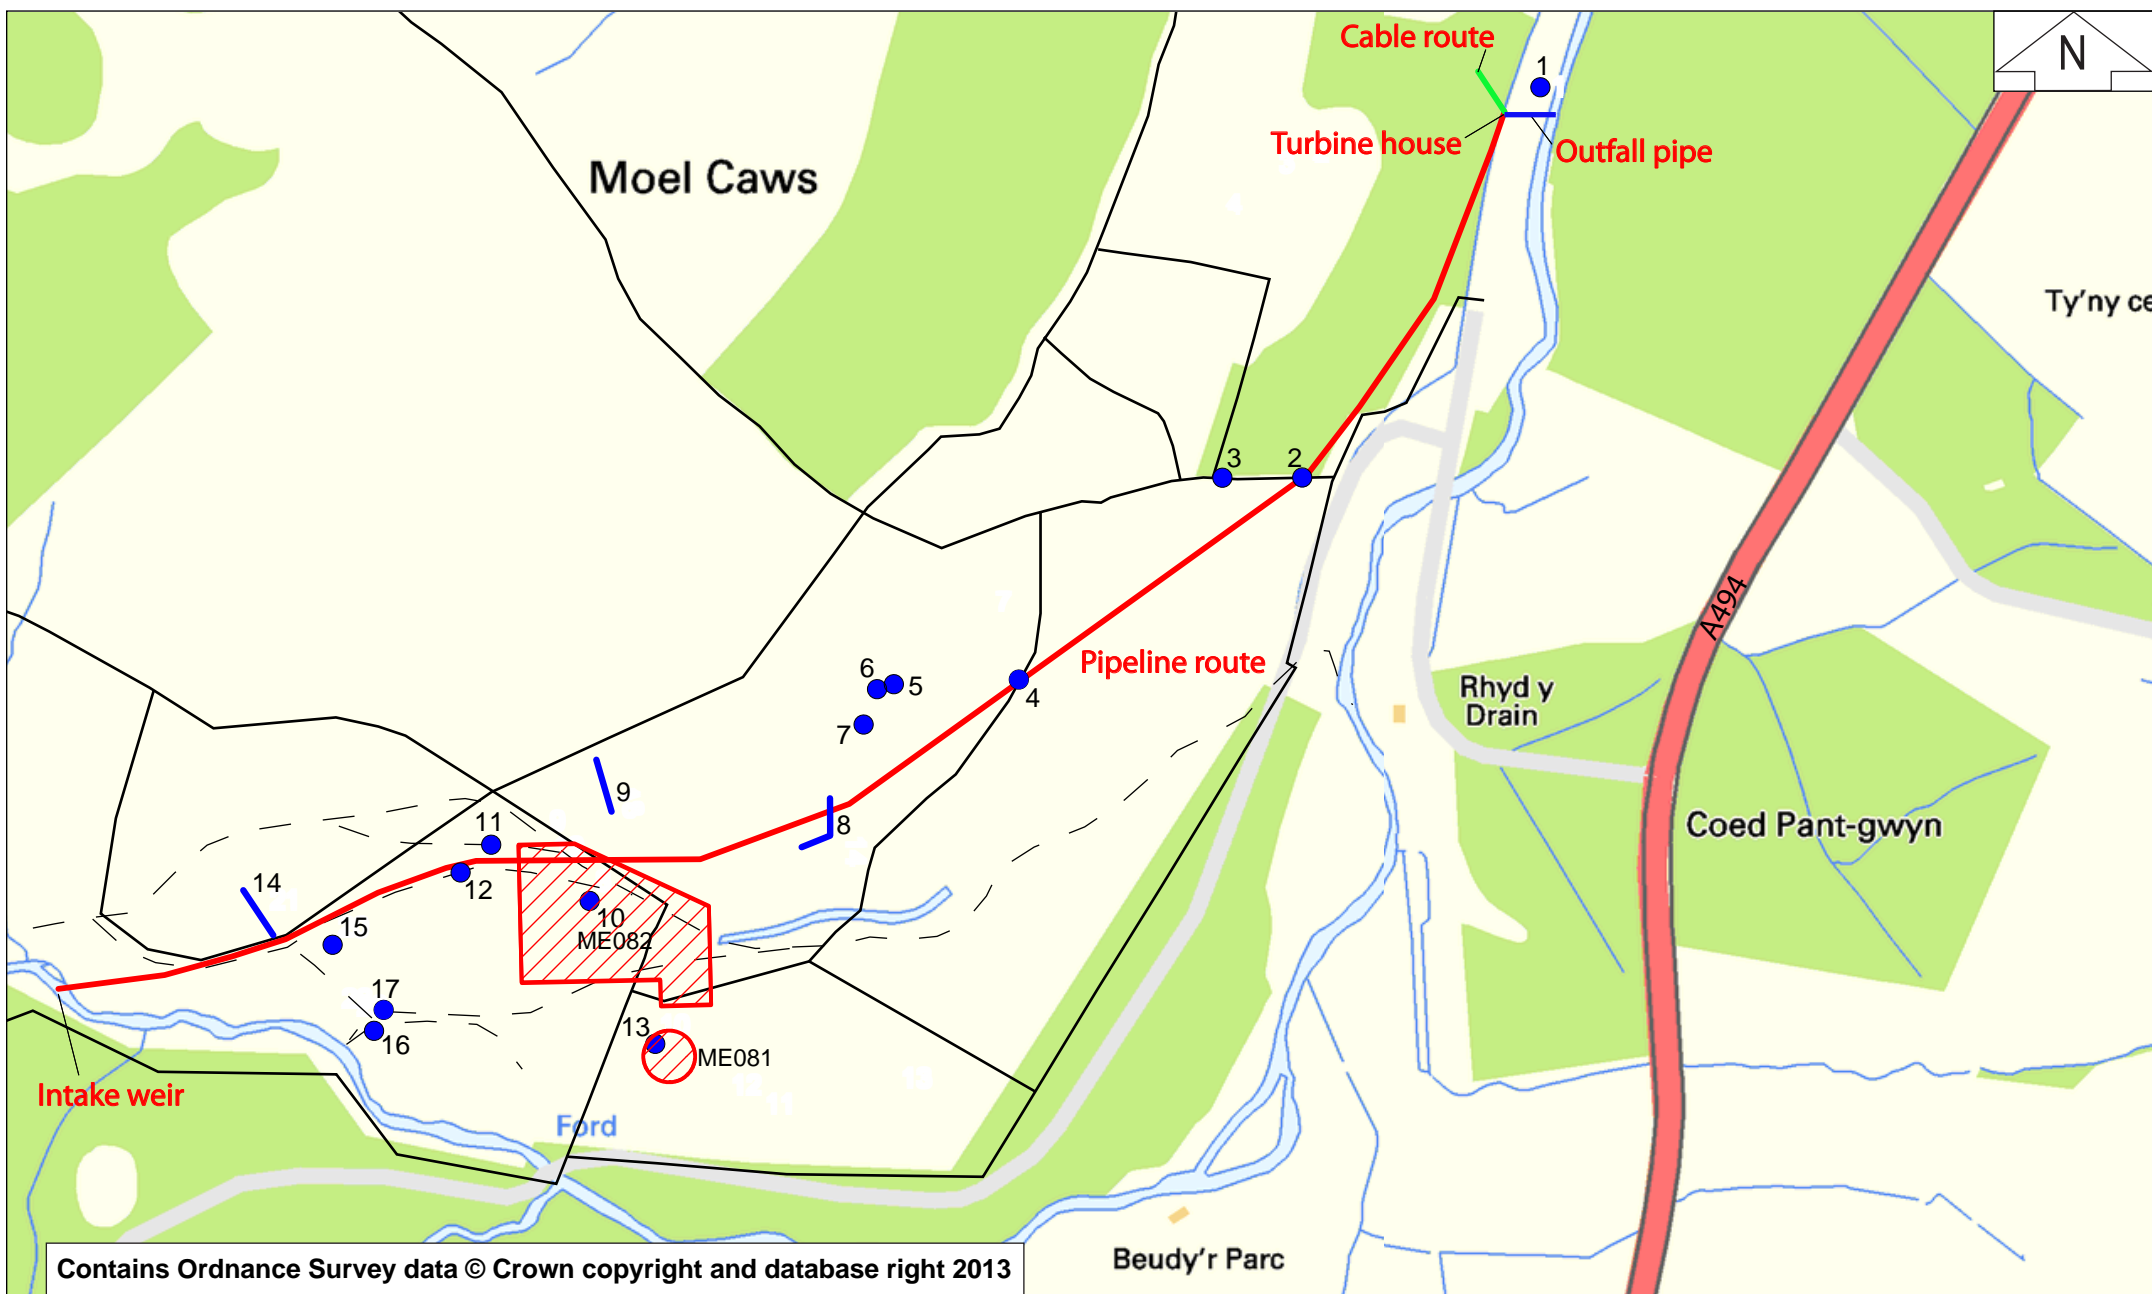 Cable route
1
N
Turbine house
Outfall pipe
Moel Caws
Ty'ny ce
3
2
A494
6
5
Pipeline route
4
7
Rhyd y
Drain
9
8
11
Coed Pant-gwyn
14
12
10
15
ME082
17
13
16
ME081
Intake weir
Ford
Beudy'r Parc
Contains Ordnance Survey data © Crown copyright and database right 2013